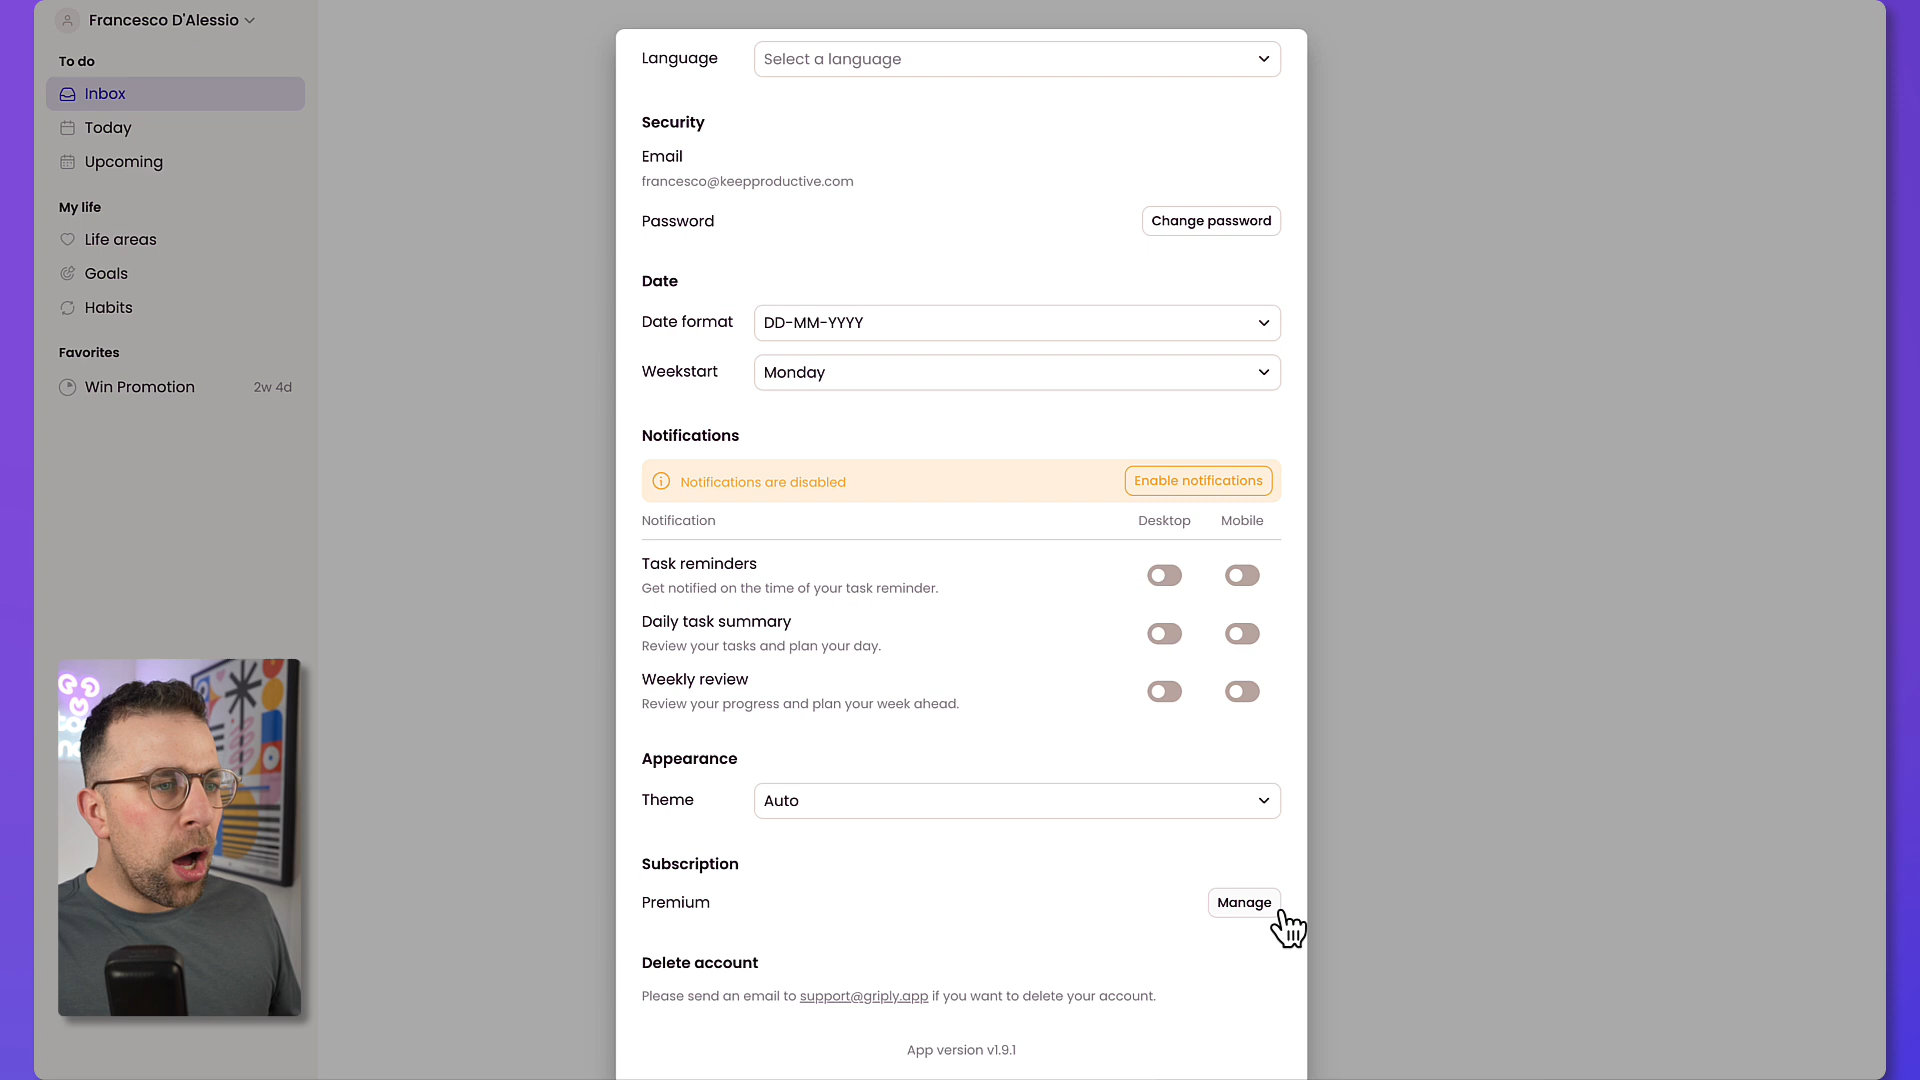 Francesco D'Alessio
To do
Inbox
Today
Upcoming
My life
Life areas
Goals
Habits
Favorites
Win Promotion 2w 4d
Language Select a language
Security
Email
francesco@keepproductive.com
Password Change password
Date
Date format DD-MM-YYYY
Weekstart Monday
Notifications
Notifications are disabled Enable notifications
Notification Desktop Mobile
Task reminders
Get notified on the time of your task reminder.
Daily task summary
Review your tasks and plan your day.
Weekly review
Review your progress and plan your week ahead.
Appearance
Theme Auto
Subscription
Premium Manage
Delete account
Please send an email to support@griply.app if you want to delete your account.
App version v1.9.1